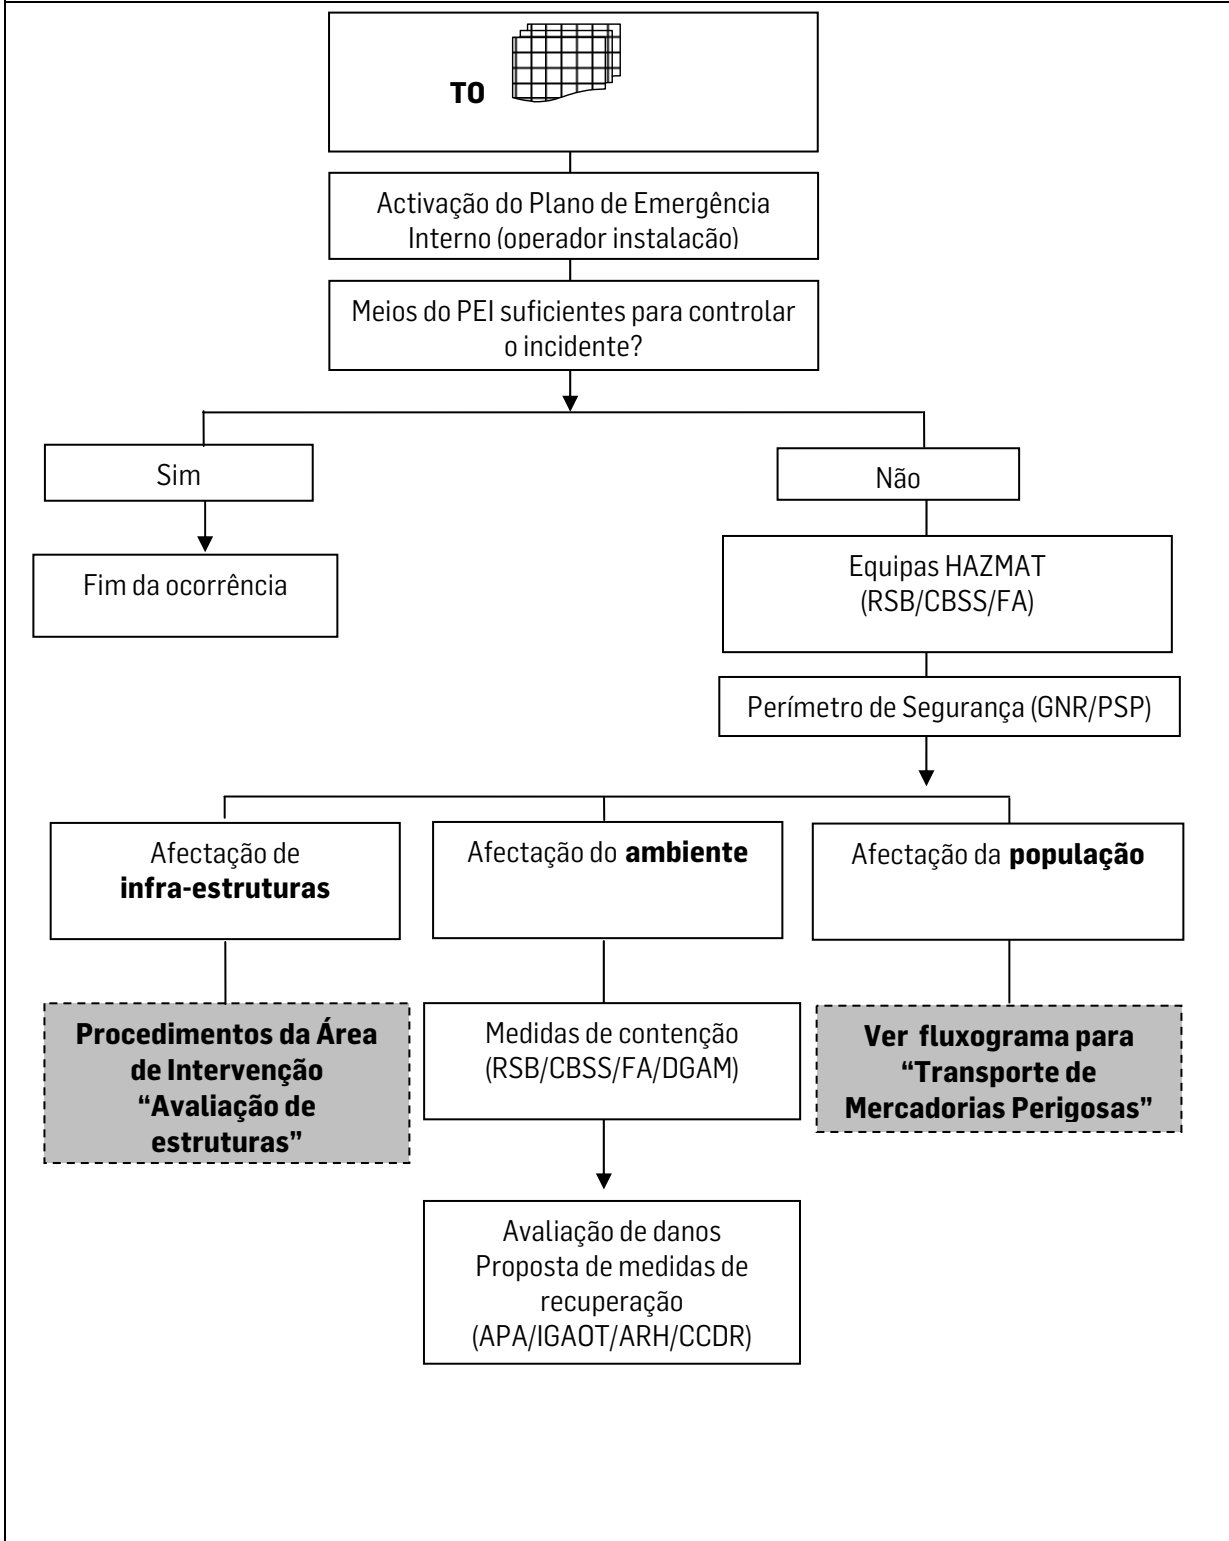 TO
Activação do Plano de Emergência
Interno (operador instalação)
Meios do PEI suficientes para controlar
o incidente?
Sim
Não
Fim da ocorrência
Equipas HAZMAT
(RSB/CBSS/FA)
Perímetro de Segurança (GNR/PSP)
Afectação de
infra-estruturas
Afectação do ambiente
Afectação da população
Procedimentos da Área
de Intervenção
“Avaliação de
estruturas”
Medidas de contenção
(RSB/CBSS/FA/DGAM)
Ver fluxograma para
“Transporte de
Mercadorias Perigosas”
Avaliação de danos
Proposta de medidas de
recuperação
(APA/IGAOT/ARH/CCDR)